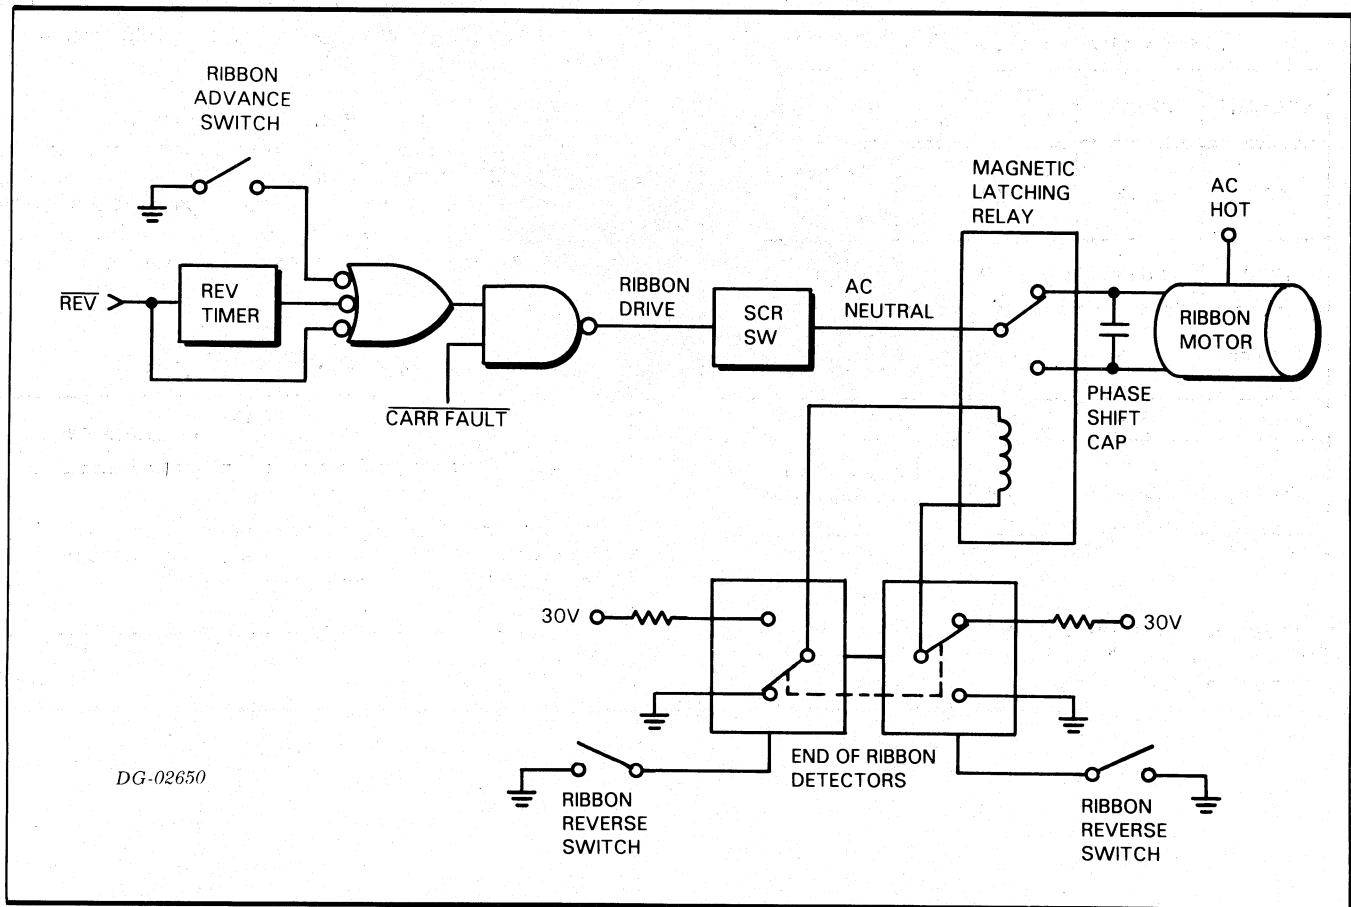 RIBBON
ADVANCE
SWITCH
MAGNETIC
LATCHING
RELAY
AC
HOT
REV
REV
TIMER
RIBBON
DRIVE
SCR
SW
AC
NEUTRAL
RIBBON
MOTOR
CARR FAULT
PHASE
SHIFT
CAP
30V
30V
END OF RIBBON
DETECTORS
DG-02650
RIBBON
REVERSE
SWITCH
RIBBON
REVERSE
SWITCH